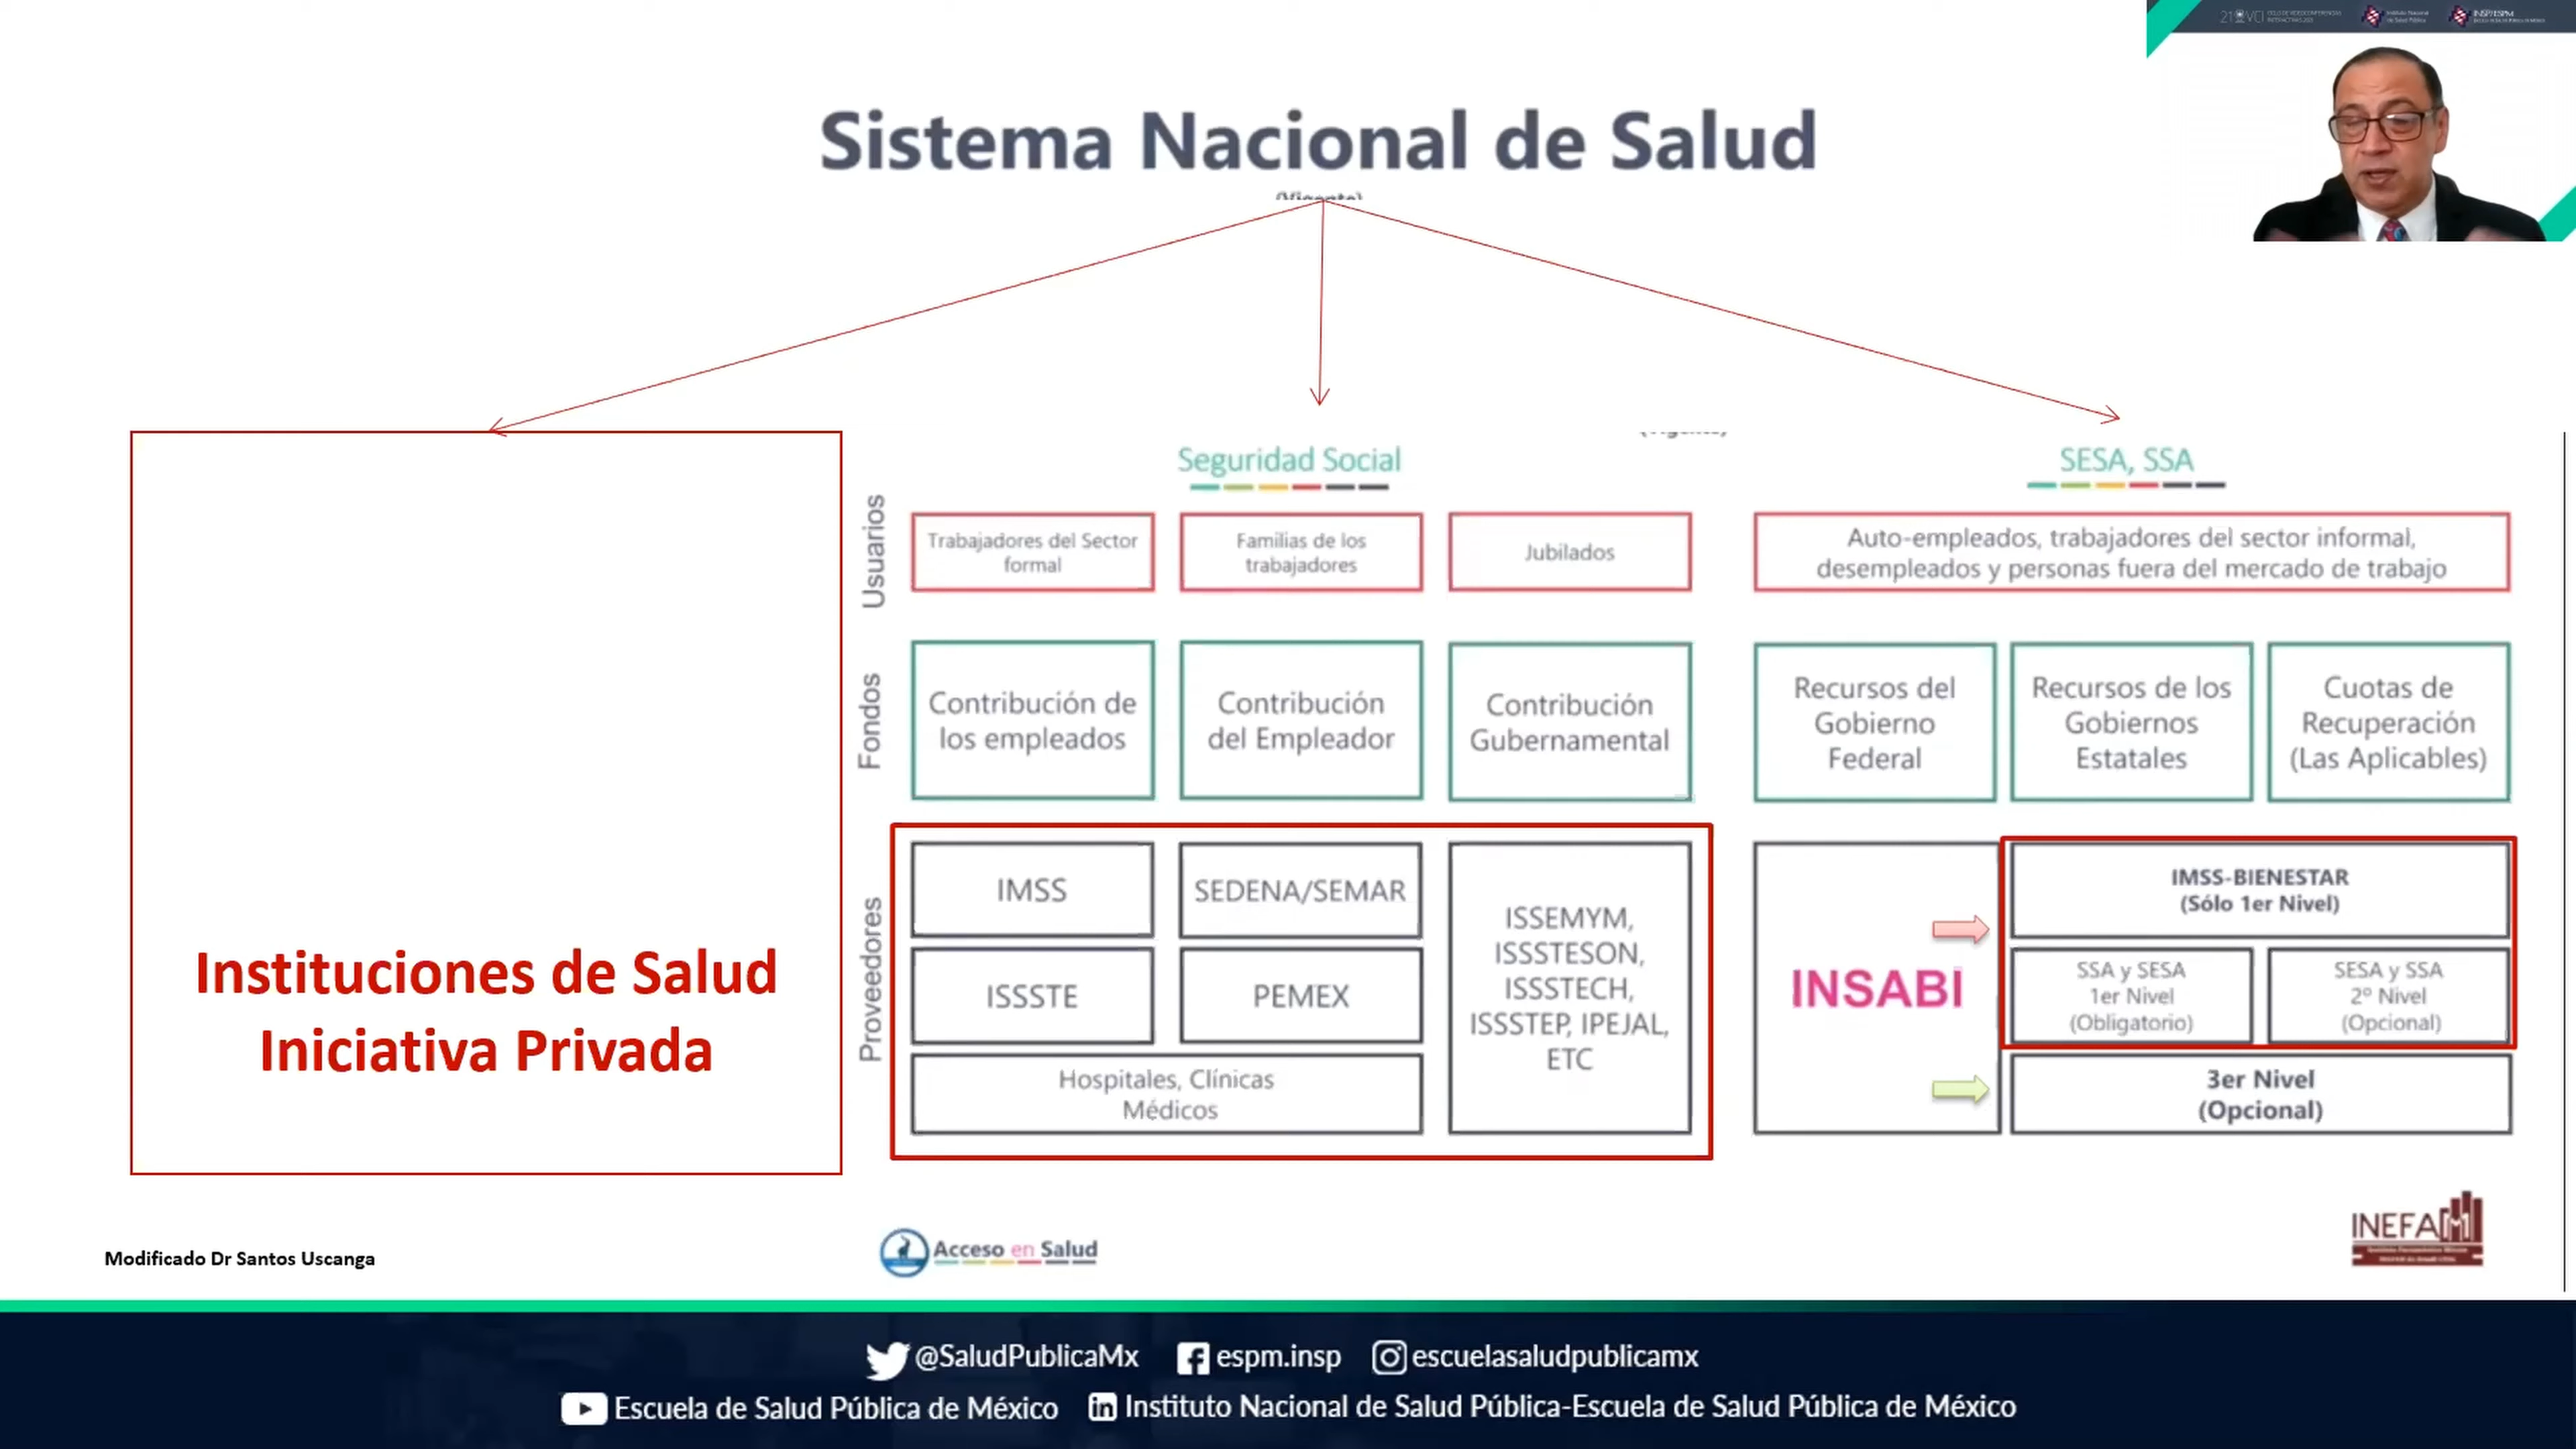 Sistema Nacional de Salud
Instituciones de Salud
Iniciativa Privada
Seguridad Social
Usuarios
Trabajadores del Sector
formal
Familias de los
trabajadores
Jubilados
Fondos
Contribución de
los empleados
Contribución
del Empleador
Contribución
Gubernamental
Proveedores
IMSS
SEDENA/SEMAR
ISSSTE
PEMEX
Hospitales, Clínicas
Médicos
ISSEMYM,
ISSSTESON,
ISSSTECH,
ISSSTEP, IPEJAL,
ETC
SESA, SSA
Auto-empleados, trabajadores del sector informal,
desempleados y personas fuera del mercado de trabajo
Recursos del
Gobierno
Federal
Recursos de los
Gobiernos
Estatales
Cuotas de
Recuperación
(Las Aplicables)
INSABI
IMSS-BIENESTAR
(Sólo 1er Nivel)
SSA y SESA
1er Nivel
(Obligatorio)
SESA y SSA
2º Nivel
(Opcional)
3er Nivel
(Opcional)
Modificado Dr Santos Uscanga
Acceso en Salud
INEFAM
@SaludPublicaMx
espm.insp
escuelasaludpublicamx
Escuela de Salud Pública de México
Instituto Nacional de Salud Pública-Escuela de Salud Pública de México